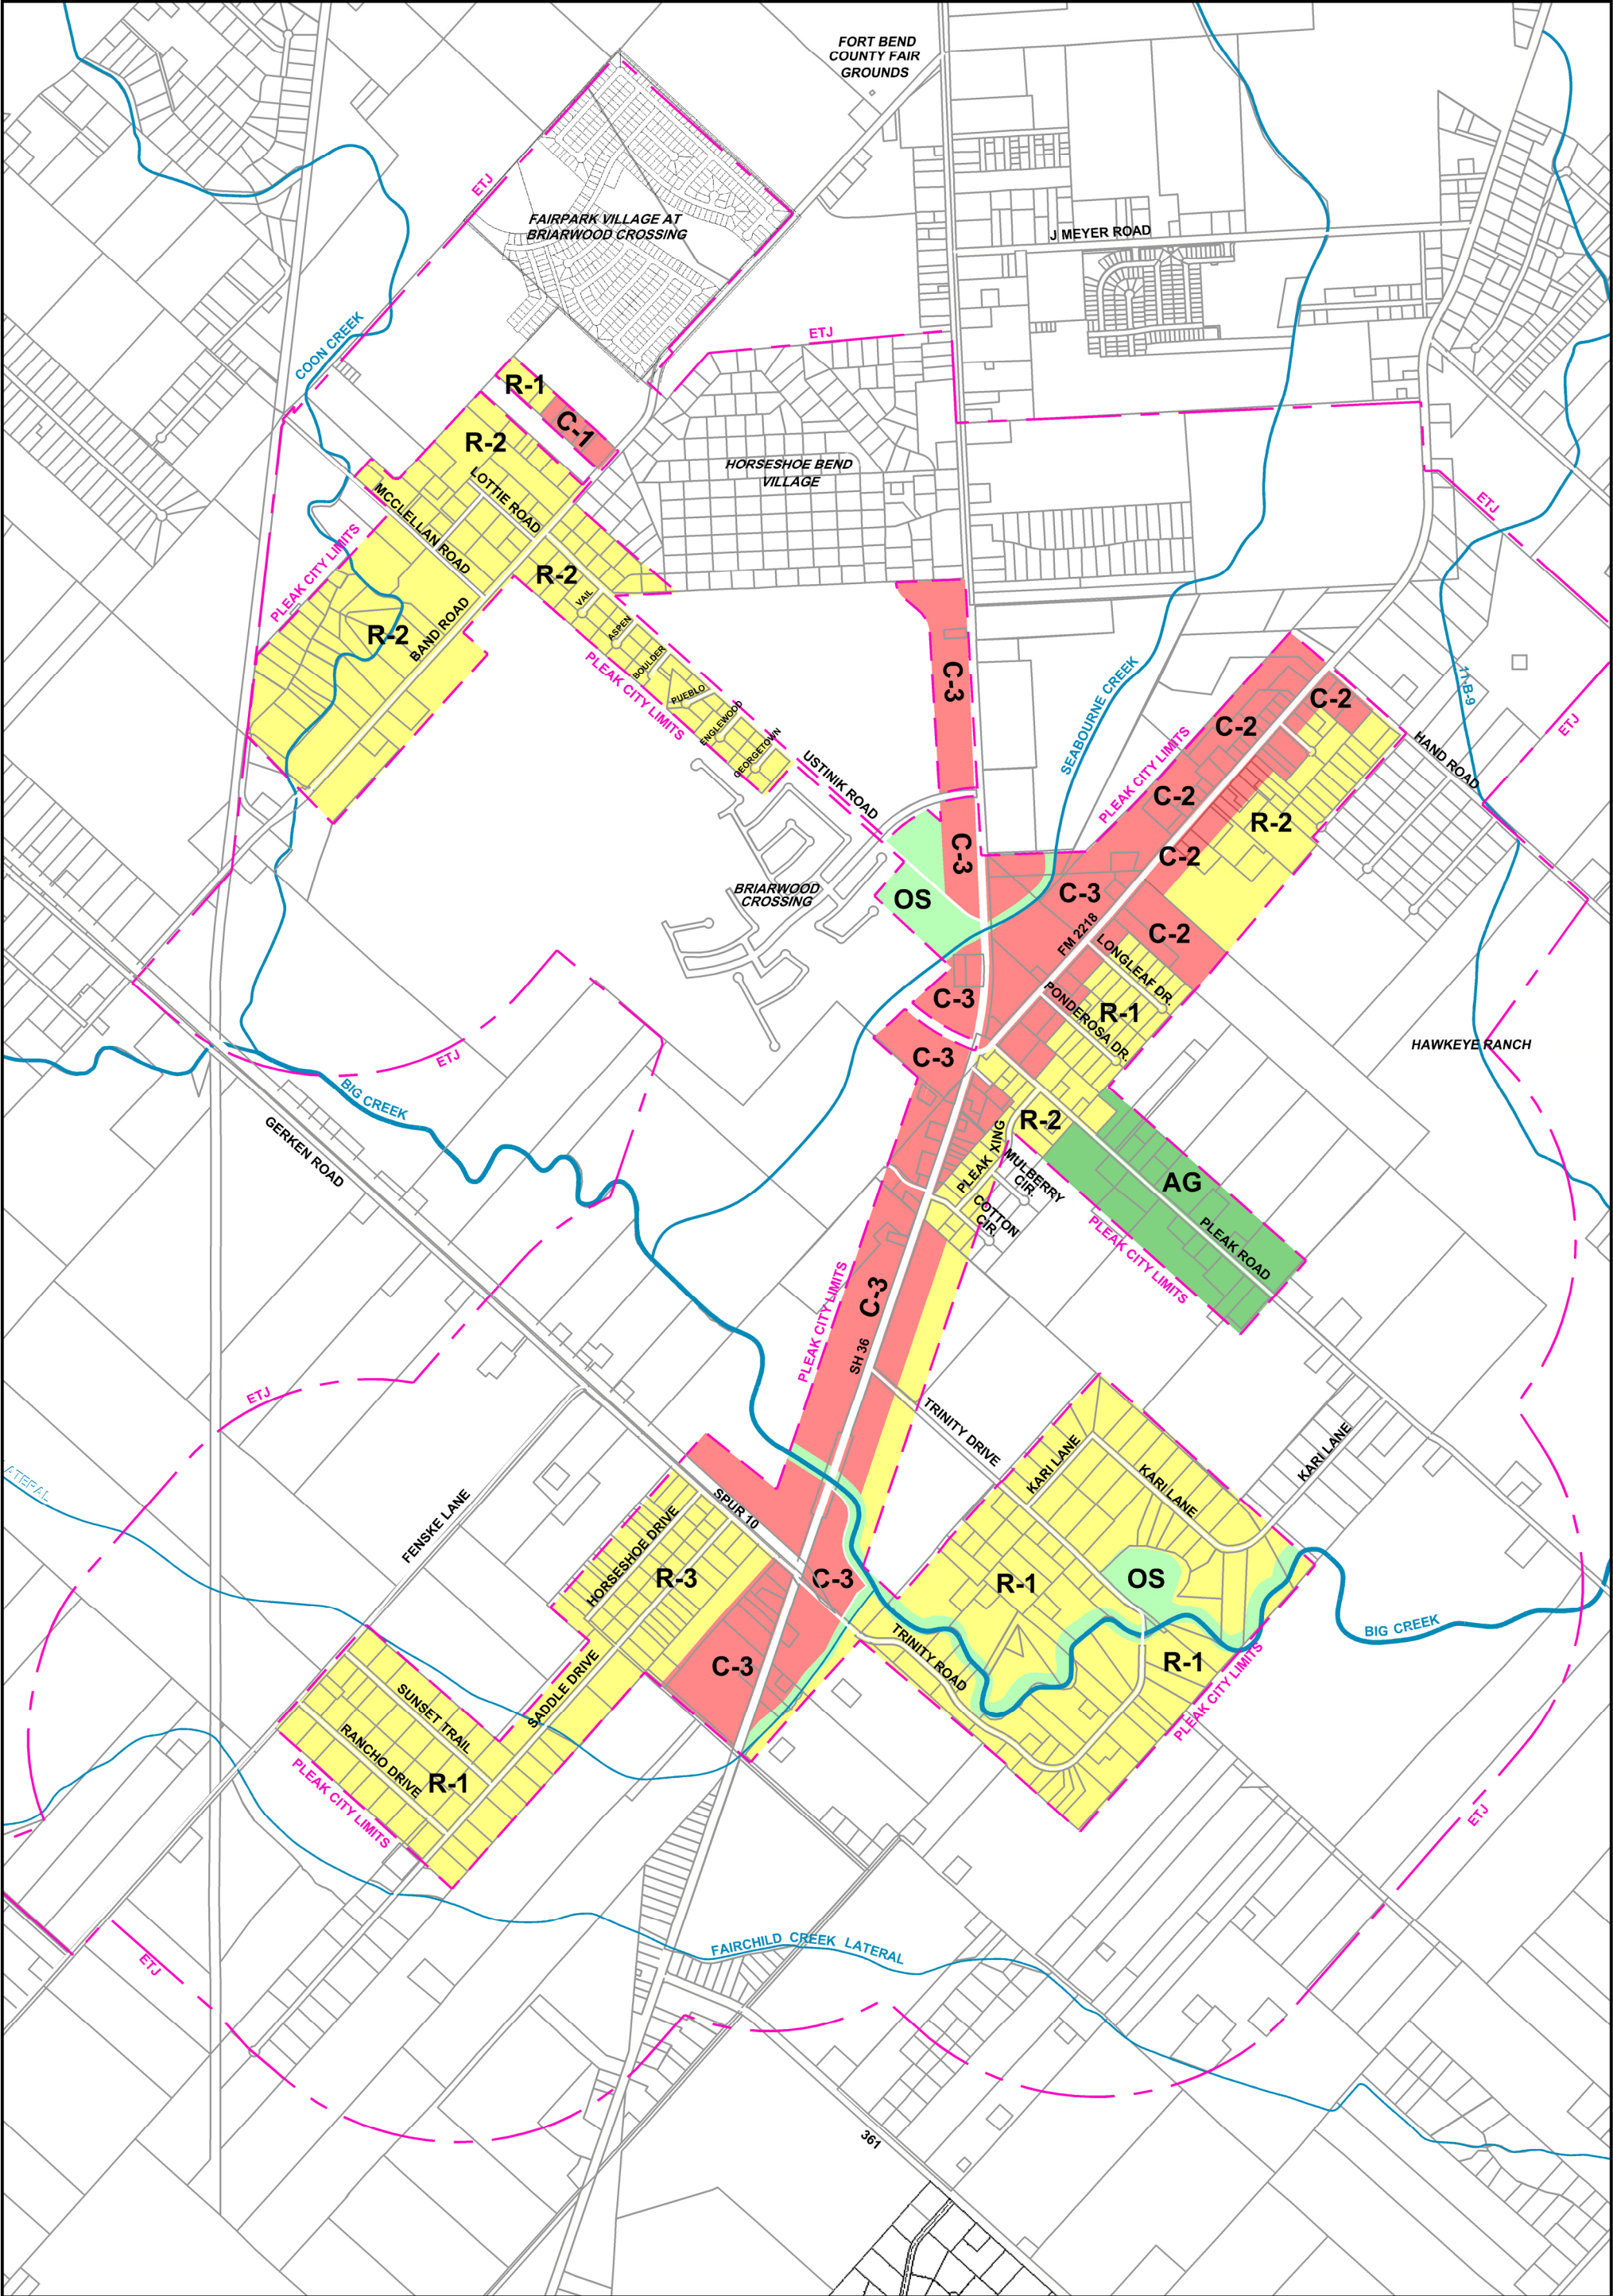 FORT BEND
COUNTY FAIR
GROUNDS
ETJ
FAIRPARK VILLAGE AT
BRIARWOOD CROSSING
J MEYER ROAD
COON CREEK
ETJ
R-1
C-1
R-2
HORSESHOE BEND
VILLAGE
LOTTIE ROAD
MCCLELLAN ROAD
ETJ
PLEAK CITY LIMITS
R-2
VAIL
R-2
BAND ROAD
ASPEN
BOULDER
PUEBLO
ENGLEWOOD
GEORGETOWN
PLEAK CITY LIMITS
C-3
SEABOURNE CREEK
11-B-9
C-2
C-2
ETJ
HAND ROAD
PLEAK CITY LIMITS
USTINIK ROAD
C-2
R-2
C-3
C-2
BRIARWOOD
CROSSING
OS
C-3
FM 2218
C-2
LONGLEAF DR.
C-3
PONDEROSA DR.
R-1
HAWKEYE RANCH
ETJ
C-3
BIG CREEK
R-2
GERKEN ROAD
PLEAK XING
MULBERRY
CIR.
AG
COTTON
CIR.
PLEAK ROAD
PLEAK CITY LIMITS
PLEAK CITY LIMITS
C-3
SH 36
ETJ
TRINITY DRIVE
KARI LANE
KARI LANE
KARI LANE
FENSKE LANE
SPUR 10
HORSESHOE DRIVE
R-3
C-3
R-1
OS
BIG CREEK
TRINITY ROAD
C-3
R-1
PLEAK CITY LIMITS
SADDLE DRIVE
SUNSET TRAIL
RANCHO DRIVE
R-1
PLEAK CITY LIMITS
ETJ
FAIRCHILD CREEK LATERAL
ETJ
361